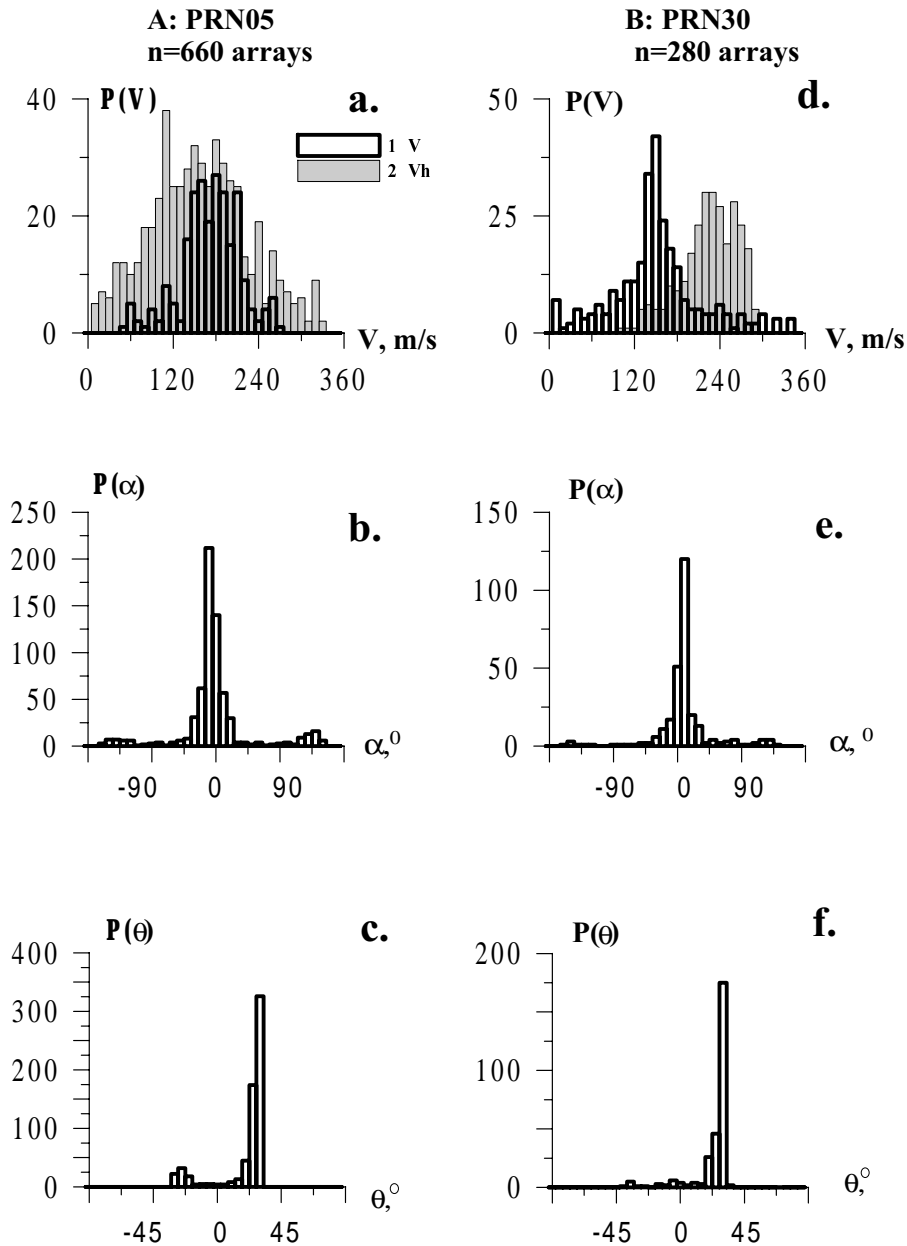 A: PRN05
n=660 arrays
B: PRN30
n=280 arrays
P(V)
a.
1 V
2 Vh
40
20
0
0 120 240 360
V, m/s
P(V)
d.
50
25
0
0 120 240 360
V, m/s
P(α)
b.
250
200
150
100
50
0
-90 0 90
α,⁰
P(α)
e.
150
100
50
0
-90 0 90
α,⁰
P(θ)
c.
400
300
200
100
0
-45 0 45
θ,⁰
P(θ)
f.
200
100
0
-45 0 45
θ,⁰